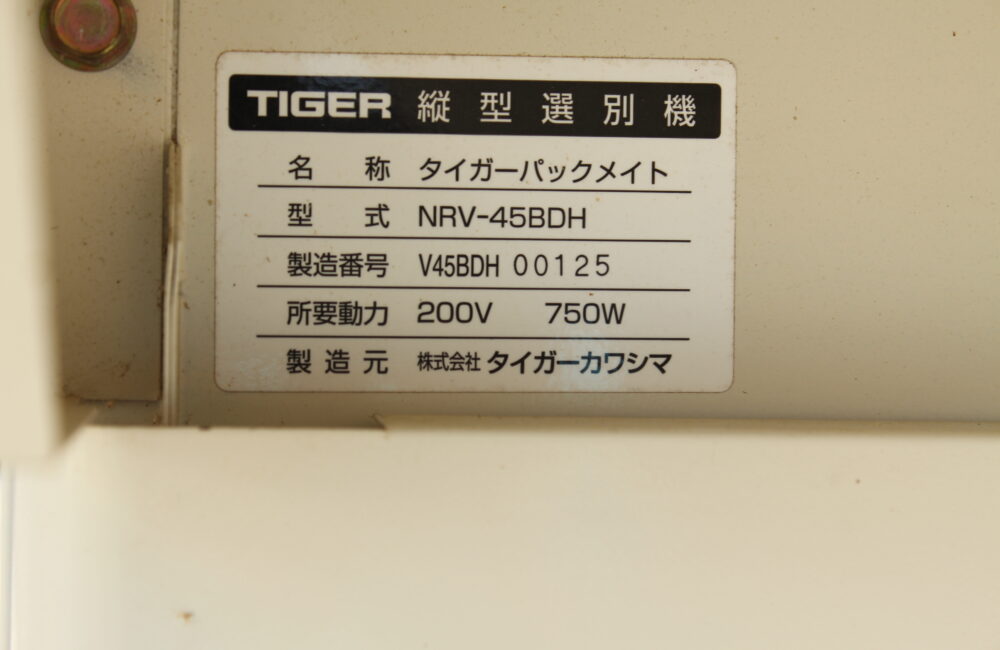 TIGER 縦型選別機
名称 タイガーパックメイト
型式 NRV-45BDH
製造番号 V45BDH 00125
所要動力 200V 750W
製造元 株式会社 タイガーカワシマ